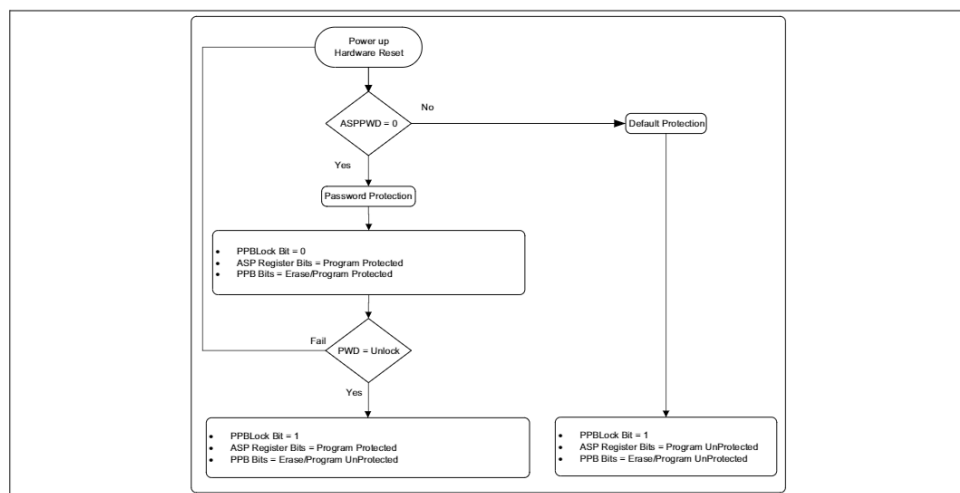 Power up
Hardware Reset
No
ASPPWD = 0
Default Protection
Yes
Password Protection
• PPBLock Bit = 0
• ASP Register Bits = Program Protected
• PPB Bits = Erase/Program Protected
Fail
PWD = Unlock
Yes
• PPBLock Bit = 1
• ASP Register Bits = Program Protected
• PPB Bits = Erase/Program UnProtected
• PPBLock Bit = 1
• ASP Register Bits = Program UnProtected
• PPB Bits = Erase/Program UnProtected